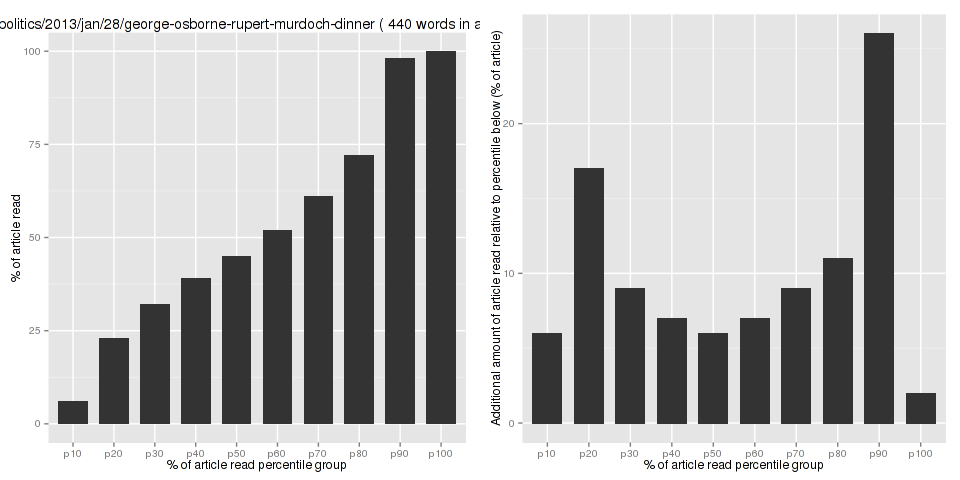 politics/2013/jan/28/george-osborne-rupert-murdoch-dinner ( 440 words in a
% of article read
100
75
50
25
0
p10 p20 p30 p40 p50 p60 p70 p80 p90 p100
% of article read percentile group
Additional amount of article read relative to percentile below (% of article)
20
10
0
p10 p20 p30 p40 p50 p60 p70 p80 p90 p100
% of article read percentile group